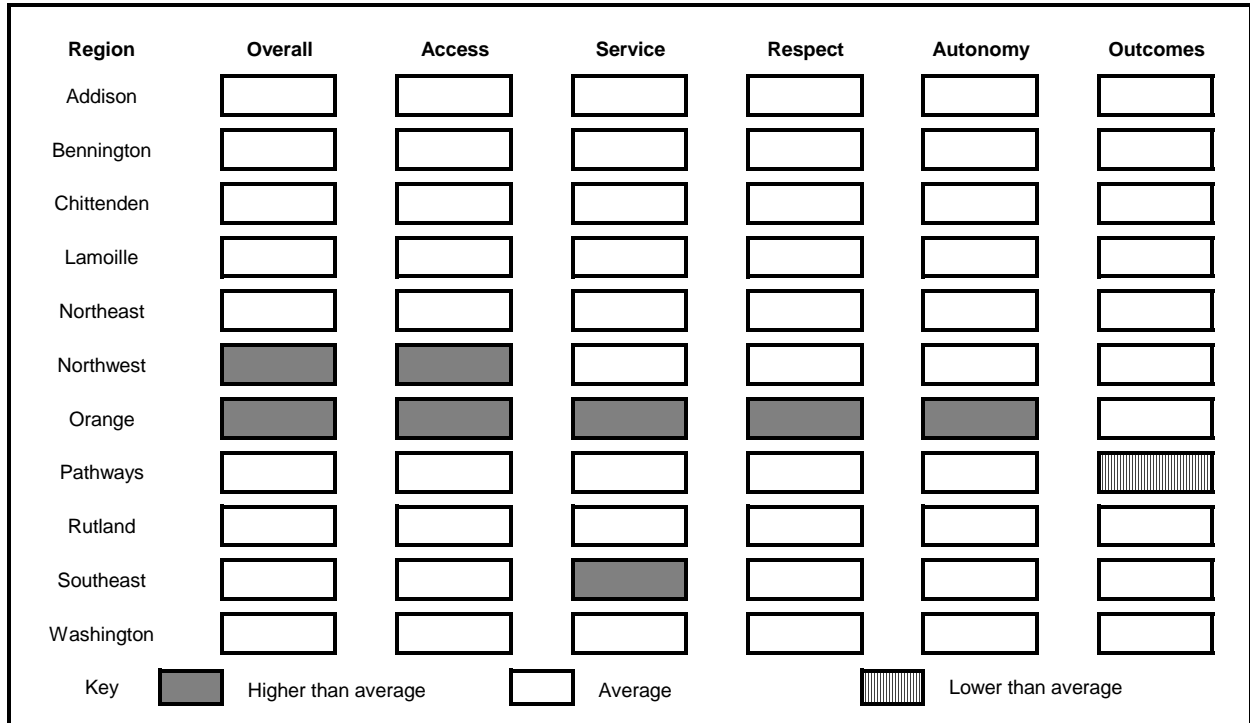 Region Overall Access Service Respect Autonomy Outcomes
Addison
Bennington
Chittenden
Lamoille
Northeast
Northwest
Orange
Pathways
Rutland
Southeast
Washington
Key Higher than average Average Lower than average